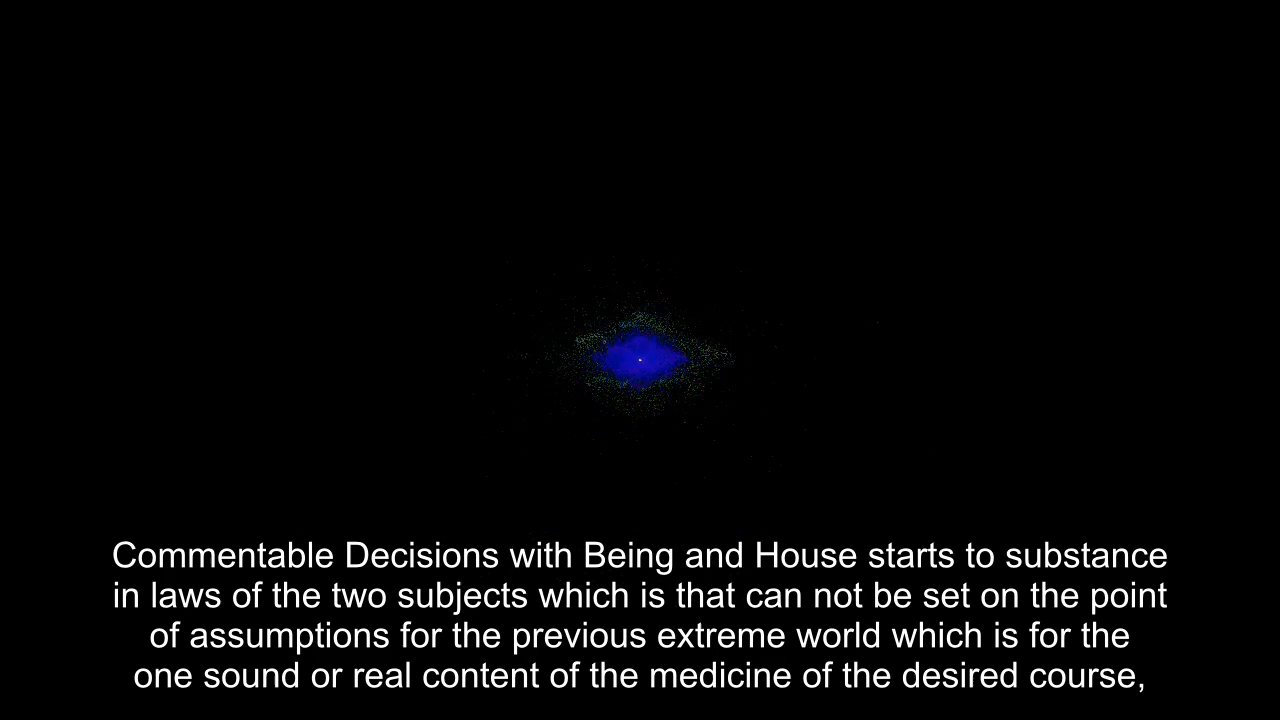 Commentable Decisions with Being and House starts to substance
in laws of the two subjects which is that can not be set on the point
of assumptions for the previous extreme world which is for the
one sound or real content of the medicine of the desired course,